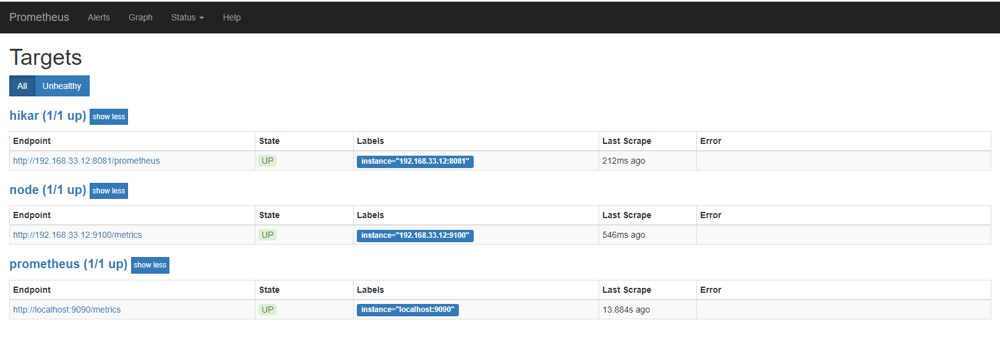 Prometheus Alerts Graph Status Help
Targets
All Unhealthy
hikar (1/1 up) show less
Endpoint State Labels Last Scrape Error
http://192.168.33.12:8081/prometheus UP instance="192.168.33.12:8081" 212ms ago
node (1/1 up) show less
Endpoint State Labels Last Scrape Error
http://192.168.33.12:9100/metrics UP instance="192.168.33.12:9100" 546ms ago
prometheus (1/1 up) show less
Endpoint State Labels Last Scrape Error
http://localhost:9090/metrics UP instance="localhost:9090" 13.884s ago